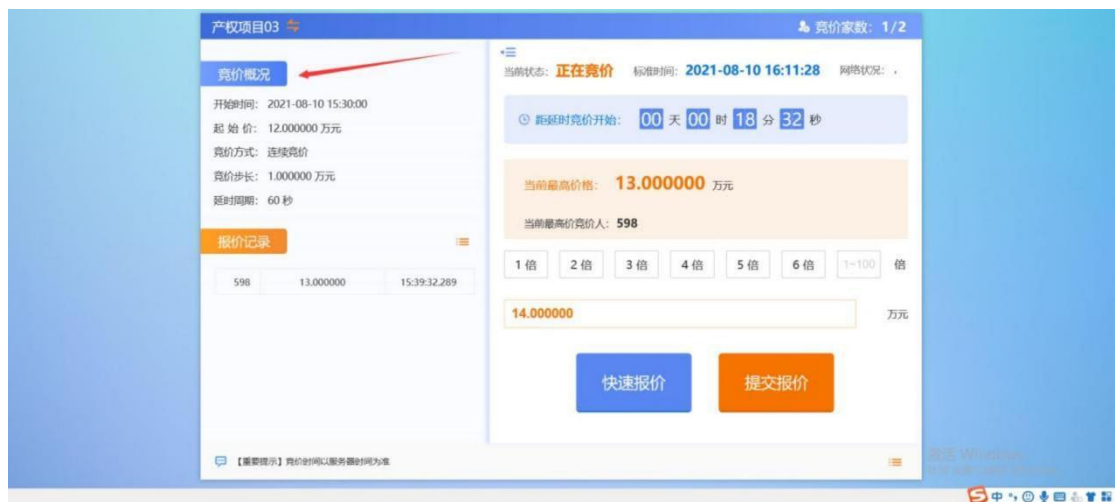 产权项目03
竞价家数：1/2
竞价概况
开始时间： 2021-08-10 15:30:00
起 始 价： 12.000000 万元
竞价方式： 连续竞价
竞价步长： 1.000000 万元
延时周期： 60 秒
报价记录
598 13.000000 15:39:32.289
当前状态：正在竞价 标准时间：2021-08-10 16:11:28 网络状况：
距延时竞价开始： 00 天 00 时 18 分 32 秒
当前最高价格： 13.000000 万元
当前最高价竞价人：598
1 倍 2 倍 3 倍 4 倍 5 倍 6 倍 1~100 倍
14.000000 万元
快速报价 提交报价
【重要提示】竞价时间以服务器时间为准
激活 Windows
中